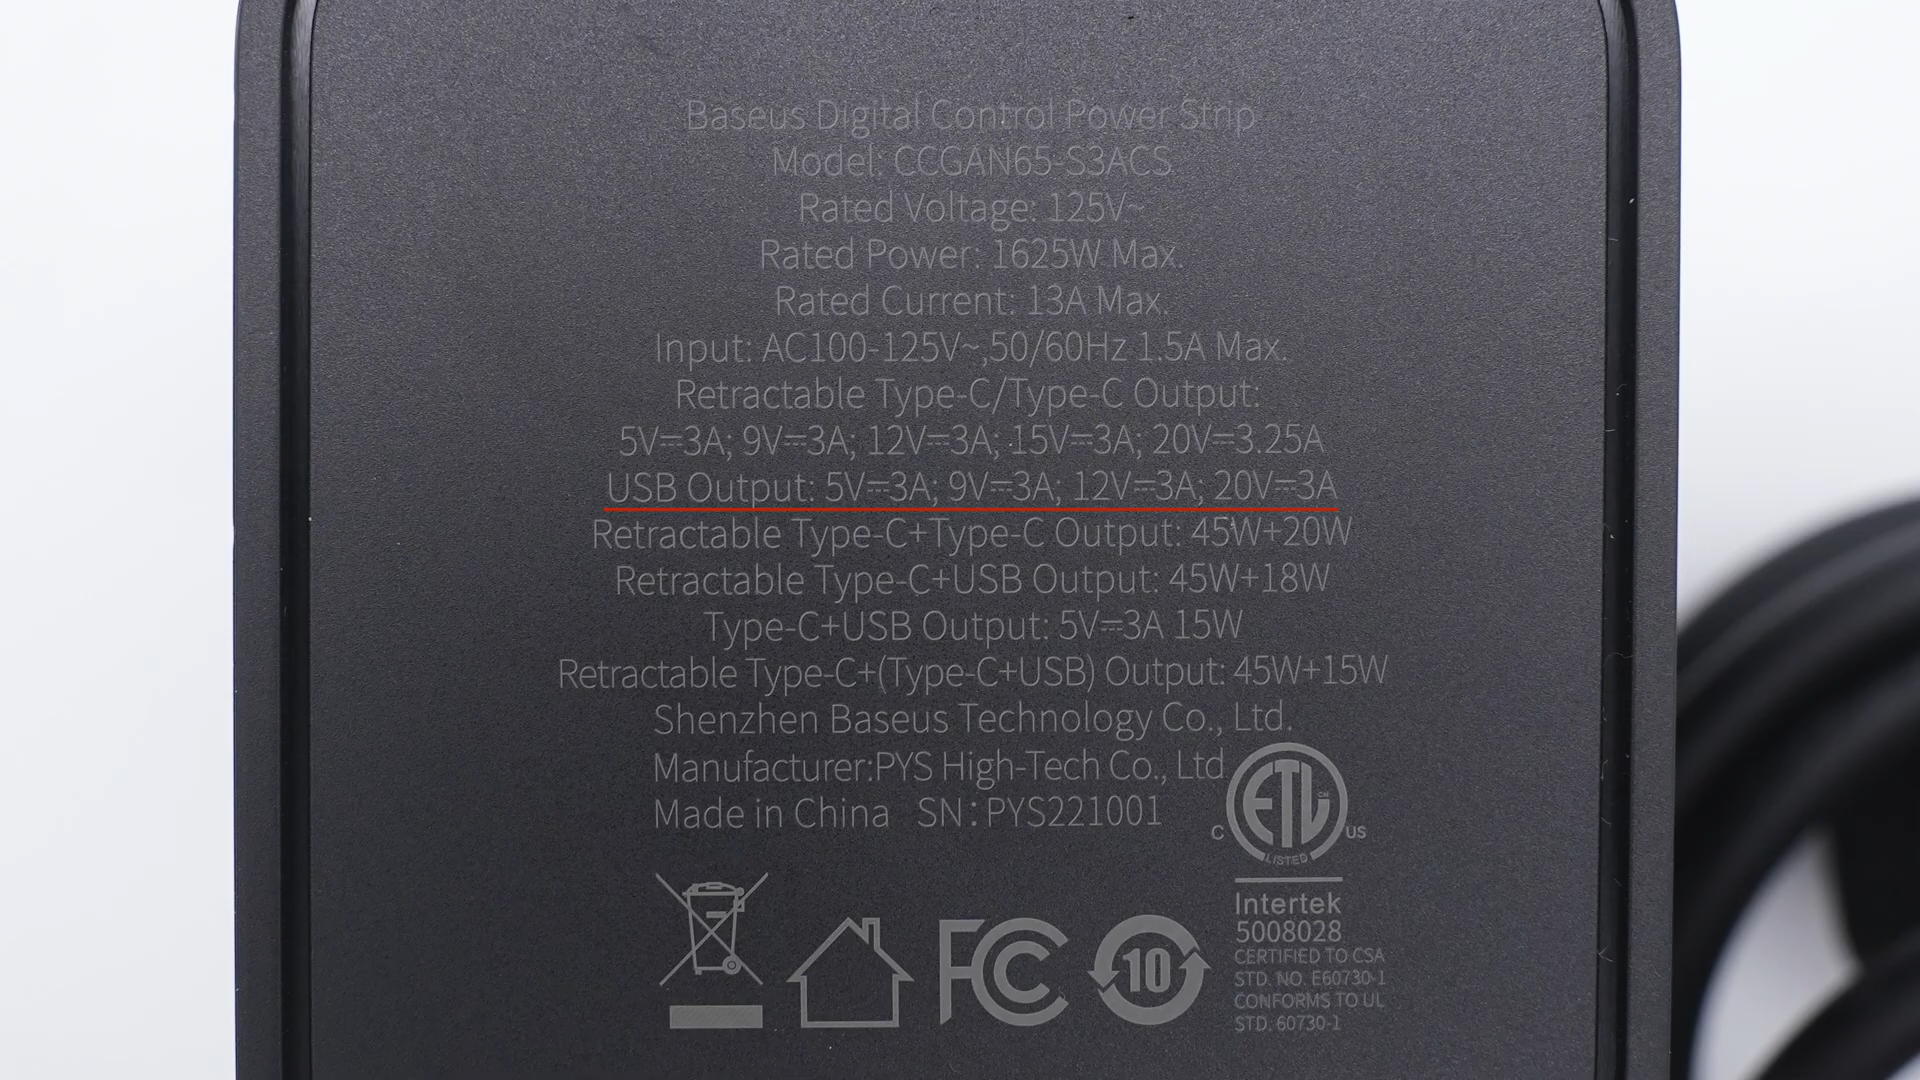 Baseus Digital Control Power Strip
Model: CCGAN65-S3ACS
Rated Voltage: 125V~
Rated Power: 1625W Max.
Rated Current: 13A Max.
Input: AC100-125V~,50/60Hz 1.5A Max.
Retractable Type-C/Type-C Output:
5V⎓3A; 9V⎓3A; 12V⎓3A; 15V⎓3A; 20V⎓3.25A
USB Output: 5V⎓3A; 9V⎓3A; 12V⎓3A; 20V⎓3A
Retractable Type-C+Type-C Output: 45W+20W
Retractable Type-C+USB Output: 45W+18W
Type-C+USB Output: 5V⎓3A 15W
Retractable Type-C+(Type-C+USB) Output: 45W+15W
Shenzhen Baseus Technology Co., Ltd.
Manufacturer:PYS High-Tech Co., Ltd
Made in China SN: PYS221001
C ETL CM US
LISTED
Intertek
5008028
CERTIFIED TO CSA
STD. NO. E60730-1
CONFORMS TO UL
STD. 60730-1
FC
10